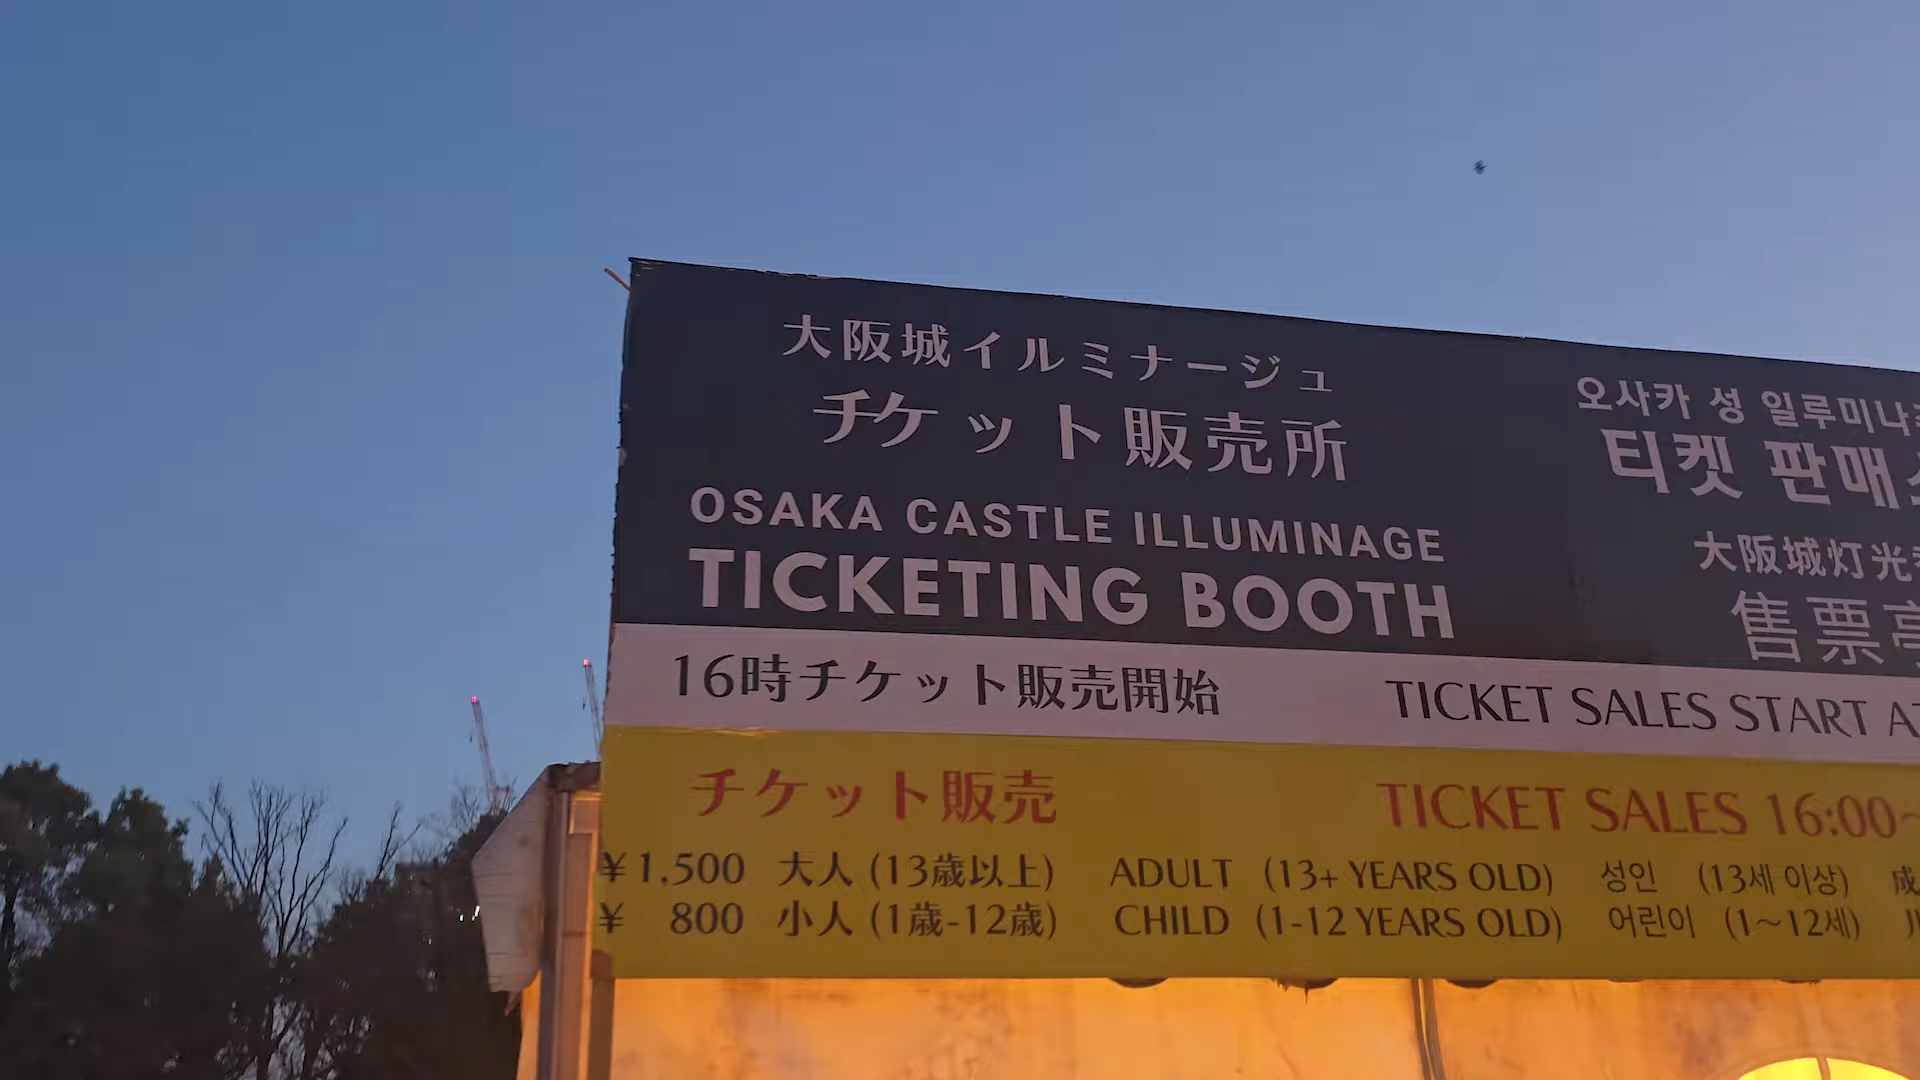 大阪城イルミナージュ
チケット販売所
OSAKA CASTLE ILLUMINAGE
TICKETING BOOTH
오사카 성 일루미나
티켓 판매
大阪城灯光
售票
16時チケット販売開始
TICKET SALES START
チケット販売
TICKET SALES 16:00~
¥1,500 大人 (13歳以上) ADULT (13+ YEARS OLD) 성인 (13세 이상) 成
¥ 800 小人 (1歳-12歳) CHILD (1-12 YEARS OLD) 어린이 (1~12세)